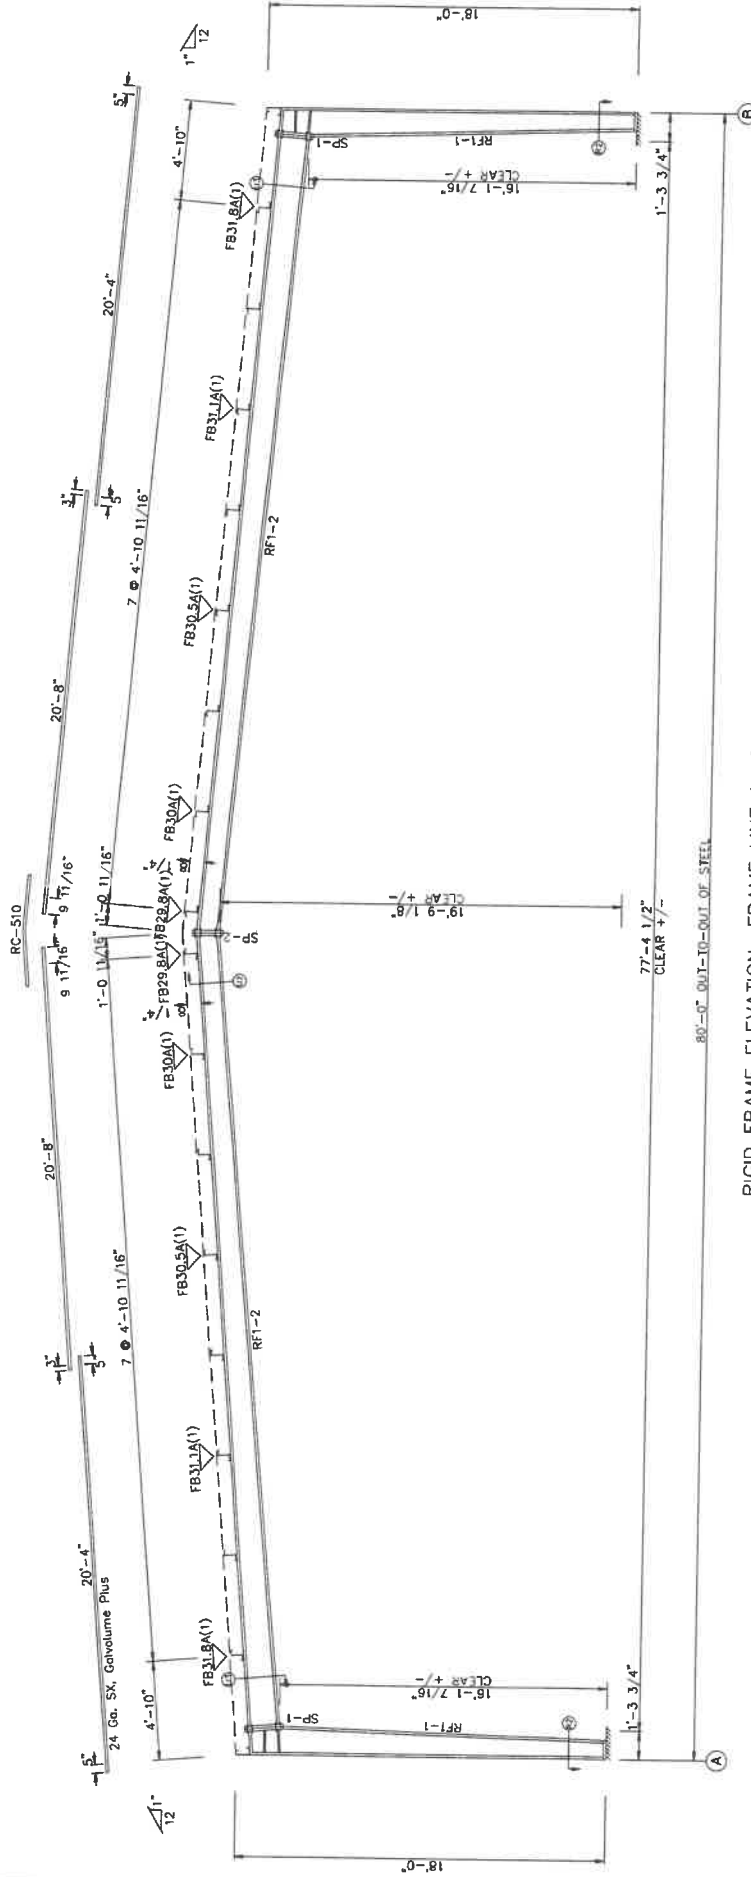 RC-510
20'-8"
9 11/16"
9 11/16"
20'-8"
3"
5"
3"
5"
20'-4"
20'-4"
5"
5"
24 Ga. SX, Galvalume Plus
1'-0 11/16"
1'-0 11/16"
7 @ 4'-10 11/16"
7 @ 4'-10 11/16"
4'-10"
4'-10"
1"
12
1"
12
FB31.8A(1)
FB31.1A(1)
FB30.5A(1)
FB30A(1)
FB29.8A(1)
FB29.8A(1)
FB30A(1)
FB30.5A(1)
FB31.1A(1)
FB31.8A(1)
RF1-2
RF1-2
SP-1
SP-2
SP-1
RF1-1
RF1-1
18'-0"
18'-0"
16'-1 7/16"
CLEAR +/-
19'-9 1/8"
CLEAR +/-
16'-1 7/16"
CLEAR +/-
1'-3 3/4"
1'-3 3/4"
77'-4 1/2"
CLEAR +/-
80'-0" OUT-TO-OUT OF STEEL
A
B
RIGID FRAME ELEVATION: FRAME LINE